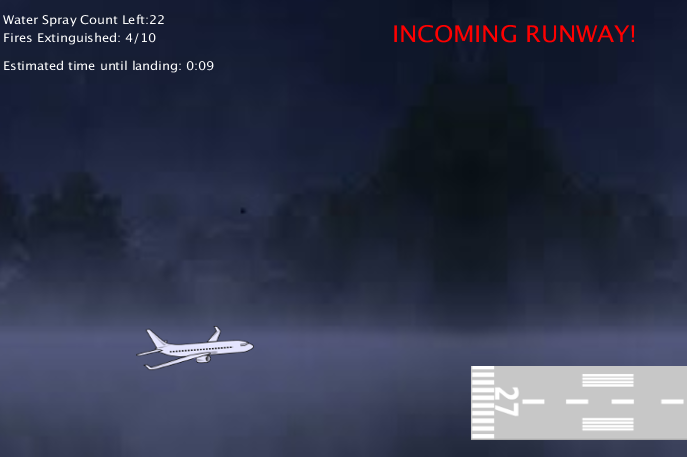 Water Spray Count Left:22
Fires Extinguished: 4/10
Estimated time until landing: 0:09
INCOMING RUNWAY!
27